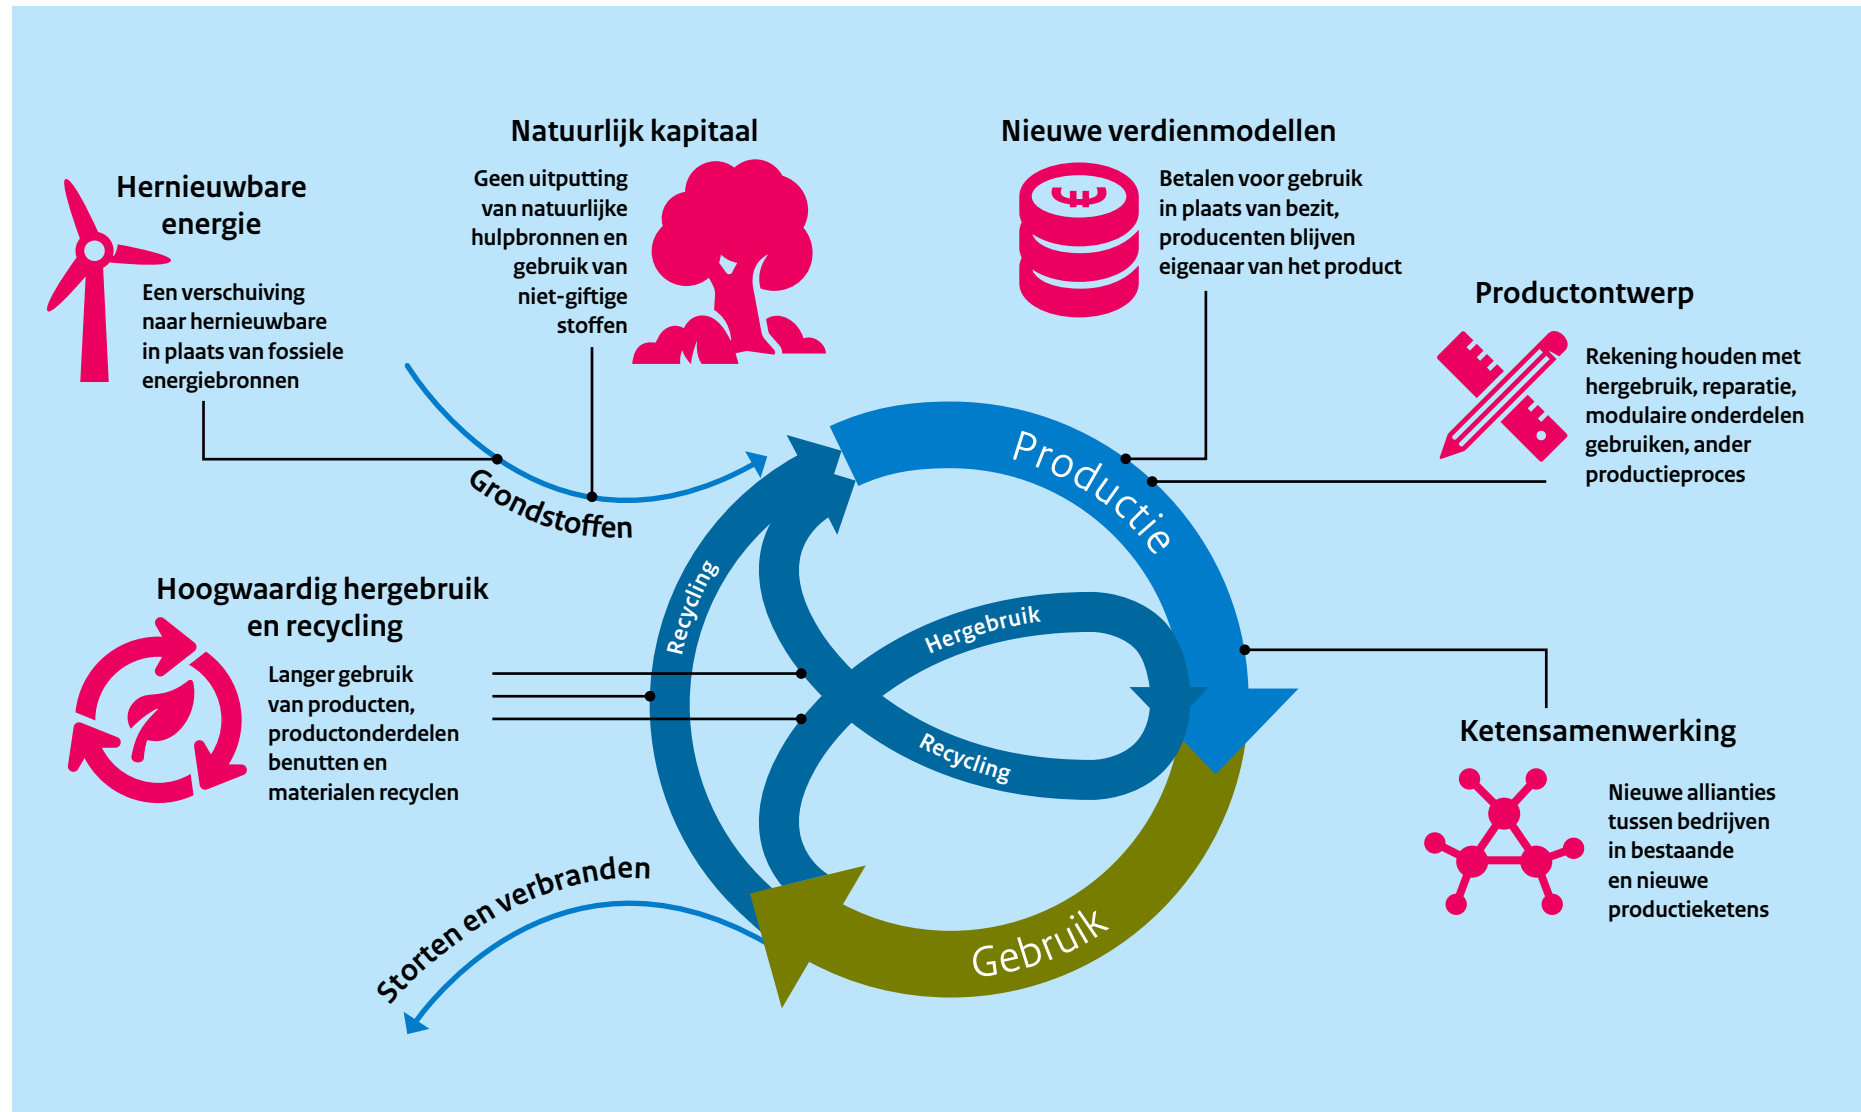 Hernieuwbare
energie
Een verschuiving
naar hernieuwbare
in plaats van fossiele
energiebronnen
Natuurlijk kapitaal
Geen uitputting
van natuurlijke
hulpbronnen en
gebruik van
niet-giftige
stoffen
Nieuwe verdienmodellen
Betalen voor gebruik
in plaats van bezit,
producenten blijven
eigenaar van het product
Productontwerp
Rekening houden met
hergebruik, reparatie,
modulaire onderdelen
gebruiken, ander
productieproces
Grondstoffen
Productie
Hoogwaardig hergebruik
en recycling
Langer gebruik
van producten,
productonderdelen
benutten en
materialen recyclen
Recycling
Hergebruik
Recycling
Ketensamenwerking
Nieuwe allianties
tussen bedrijven
in bestaande
en nieuwe
productieketens
Storten en verbranden
Gebruik